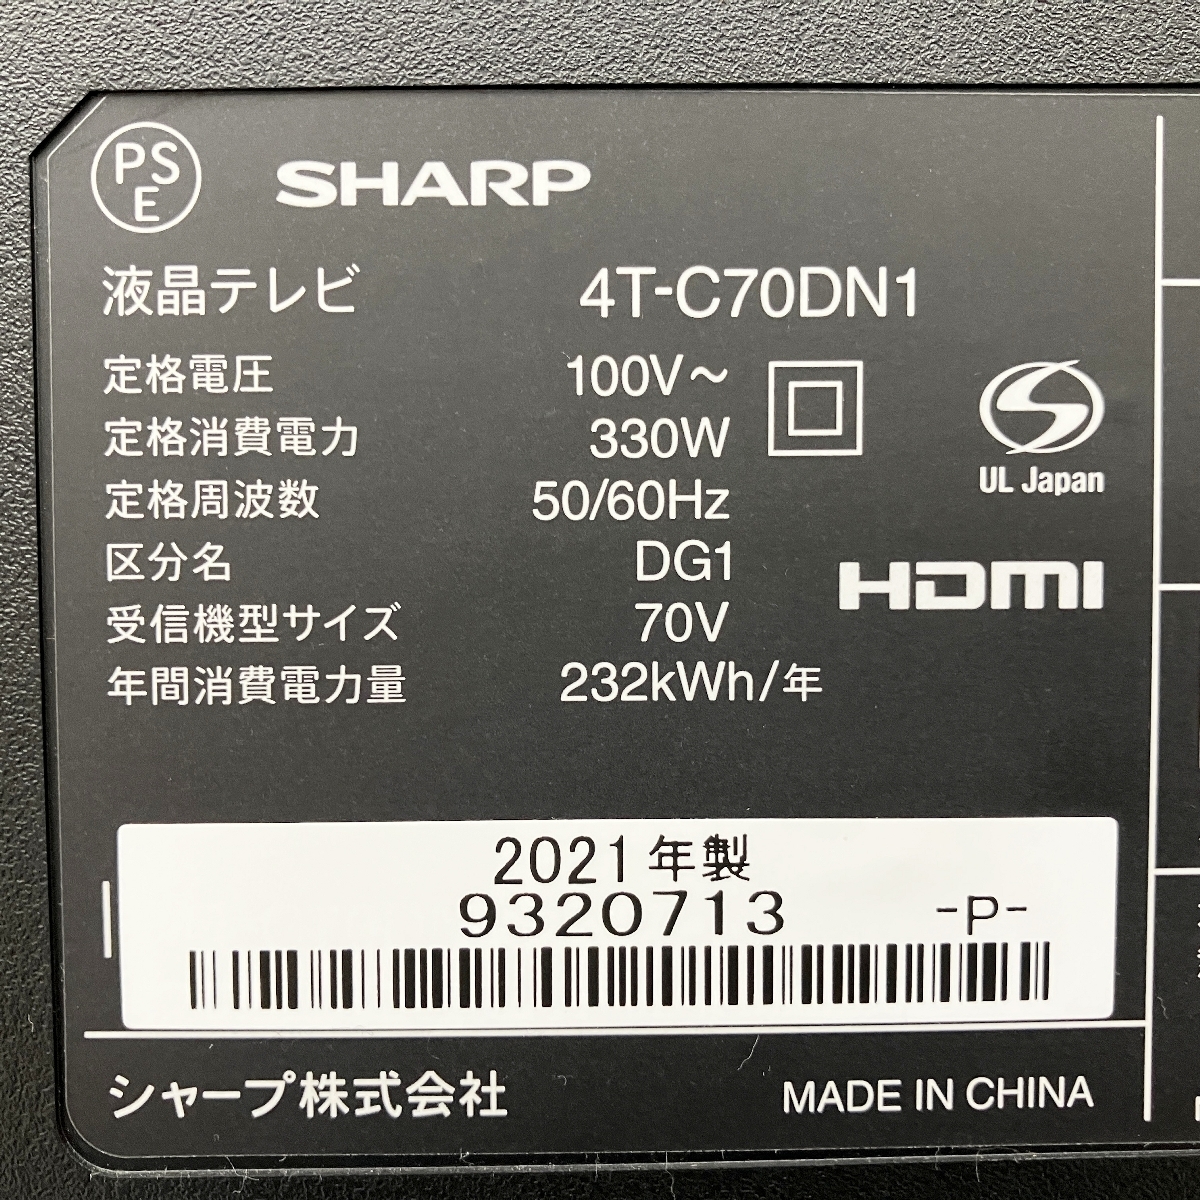 PSE
SHARP
液晶テレビ 4T-C70DN1
定格電圧 100V～
定格消費電力 330W
定格周波数 50/60Hz
区分名 DG1
受信機型サイズ 70V
年間消費電力量 232kWh/年
UL Japan
HDMI
2021年製
9320713 -P-
シャープ株式会社 MADE IN CHINA